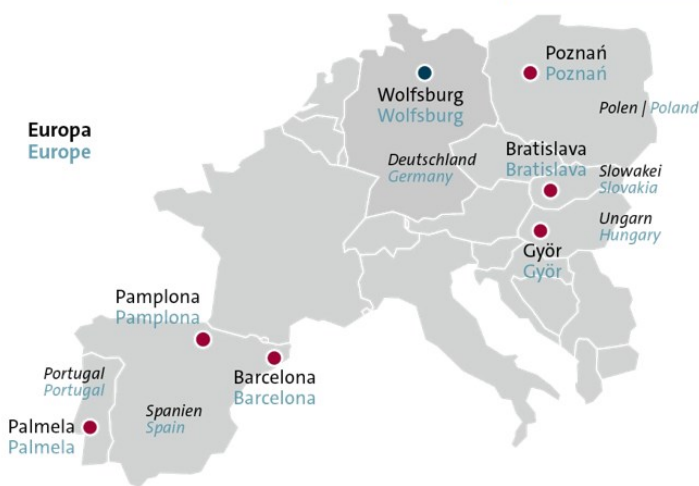 Poznań
Poznań
Wolfsburg
Wolfsburg
Polen | Poland
Europa
Europe
Bratislava
Bratislava
Deutschland
Germany
Slowakei
Slovakia
Ungarn
Hungary
Györ
Györ
Pamplona
Pamplona
Portugal
Portugal
Barcelona
Barcelona
Spanien
Spain
Palmela
Palmela